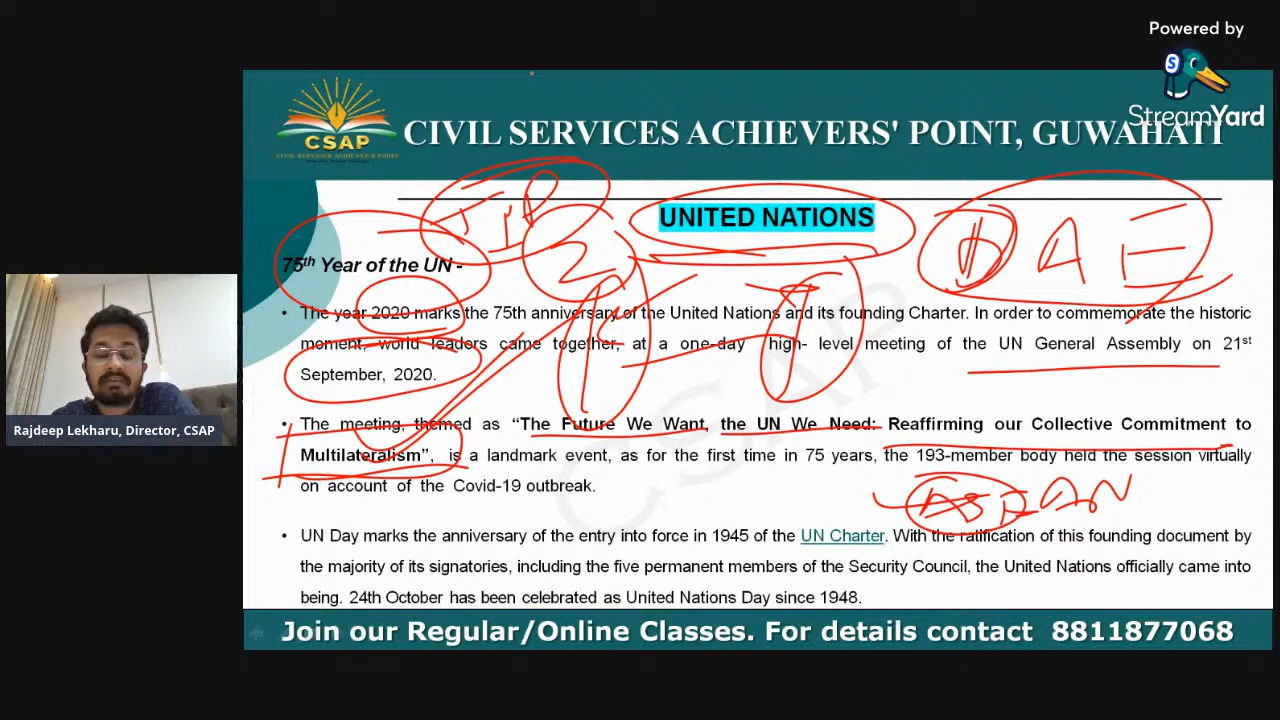 Powered by
StreamYard
CSAP
CIVIL SERVICES ACHIEVERS' POINT, GUWAHATI
UNITED NATIONS
DAE
75th Year of the UN -
• The year 2020 marks the 75th anniversary of the United Nations and its founding Charter. In order to commemorate the historic
moment, world leaders came together, at a one-day high- level meeting of the UN General Assembly on 21st
September, 2020.
• The meeting, themed as “The Future We Want, the UN We Need: Reaffirming our Collective Commitment to
Multilateralism”, is a landmark event, as for the first time in 75 years, the 193-member body held the session virtually
on account of the Covid-19 outbreak.
• UN Day marks the anniversary of the entry into force in 1945 of the UN Charter. With the ratification of this founding document by
the majority of its signatories, including the five permanent members of the Security Council, the United Nations officially came into
being. 24th October has been celebrated as United Nations Day since 1948.
Join our Regular/Online Classes. For details contact 8811877068
Rajdeep Lekharu, Director, CSAP